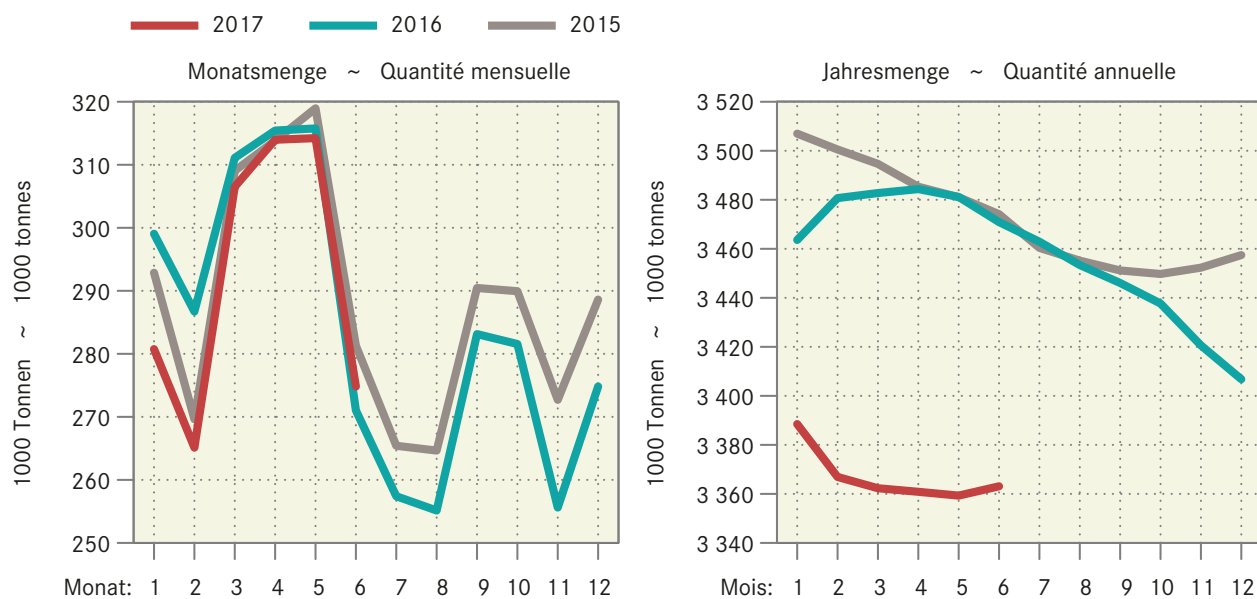 2017 2016 2015
Monatsmenge ~ Quantité mensuelle
1000 Tonnen ~ 1000 tonnes
320
310
300
290
280
270
260
250
Monat: 1 2 3 4 5 6 7 8 9 10 11 12
Jahresmenge ~ Quantité annuelle
1000 Tonnen ~ 1000 tonnes
3 520
3 500
3 480
3 460
3 440
3 420
3 400
3 380
3 360
3 340
Mois: 1 2 3 4 5 6 7 8 9 10 11 12